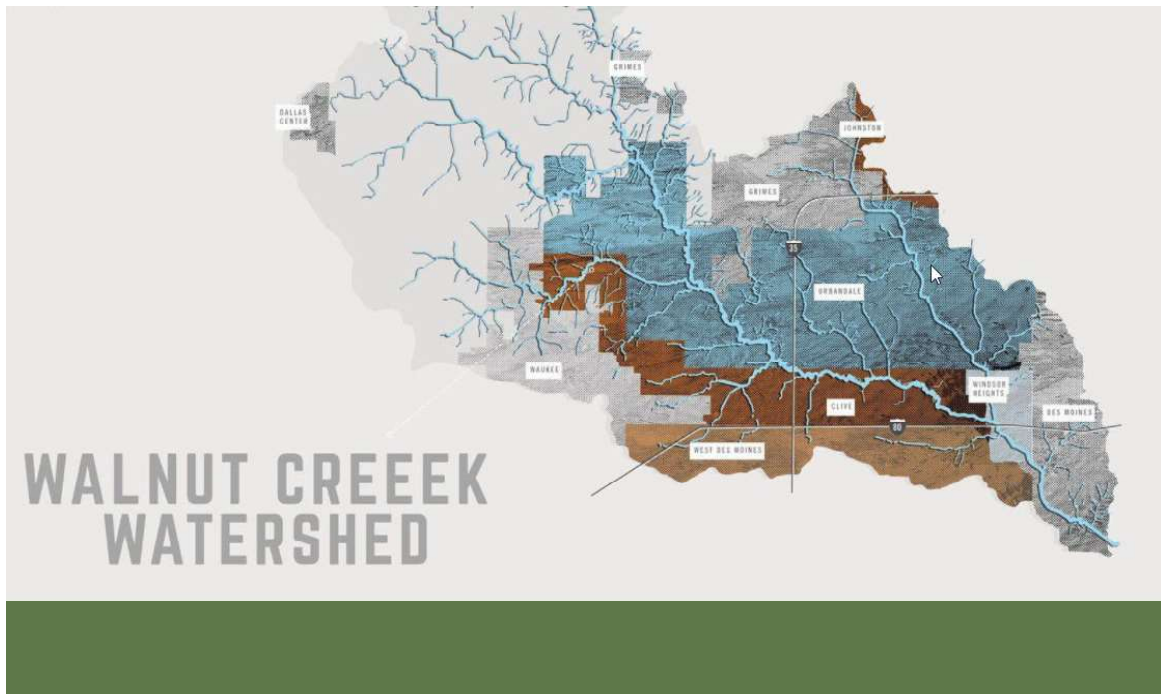 GRIMES
DALLAS
CENTER
JOHNSTON
GRIMES
35
URBANDALE
WAUKEE
WINDSOR
HEIGHTS
CLIVE
DES MOINES
80
WEST DES MOINES
WALNUT CREEEK
WATERSHED